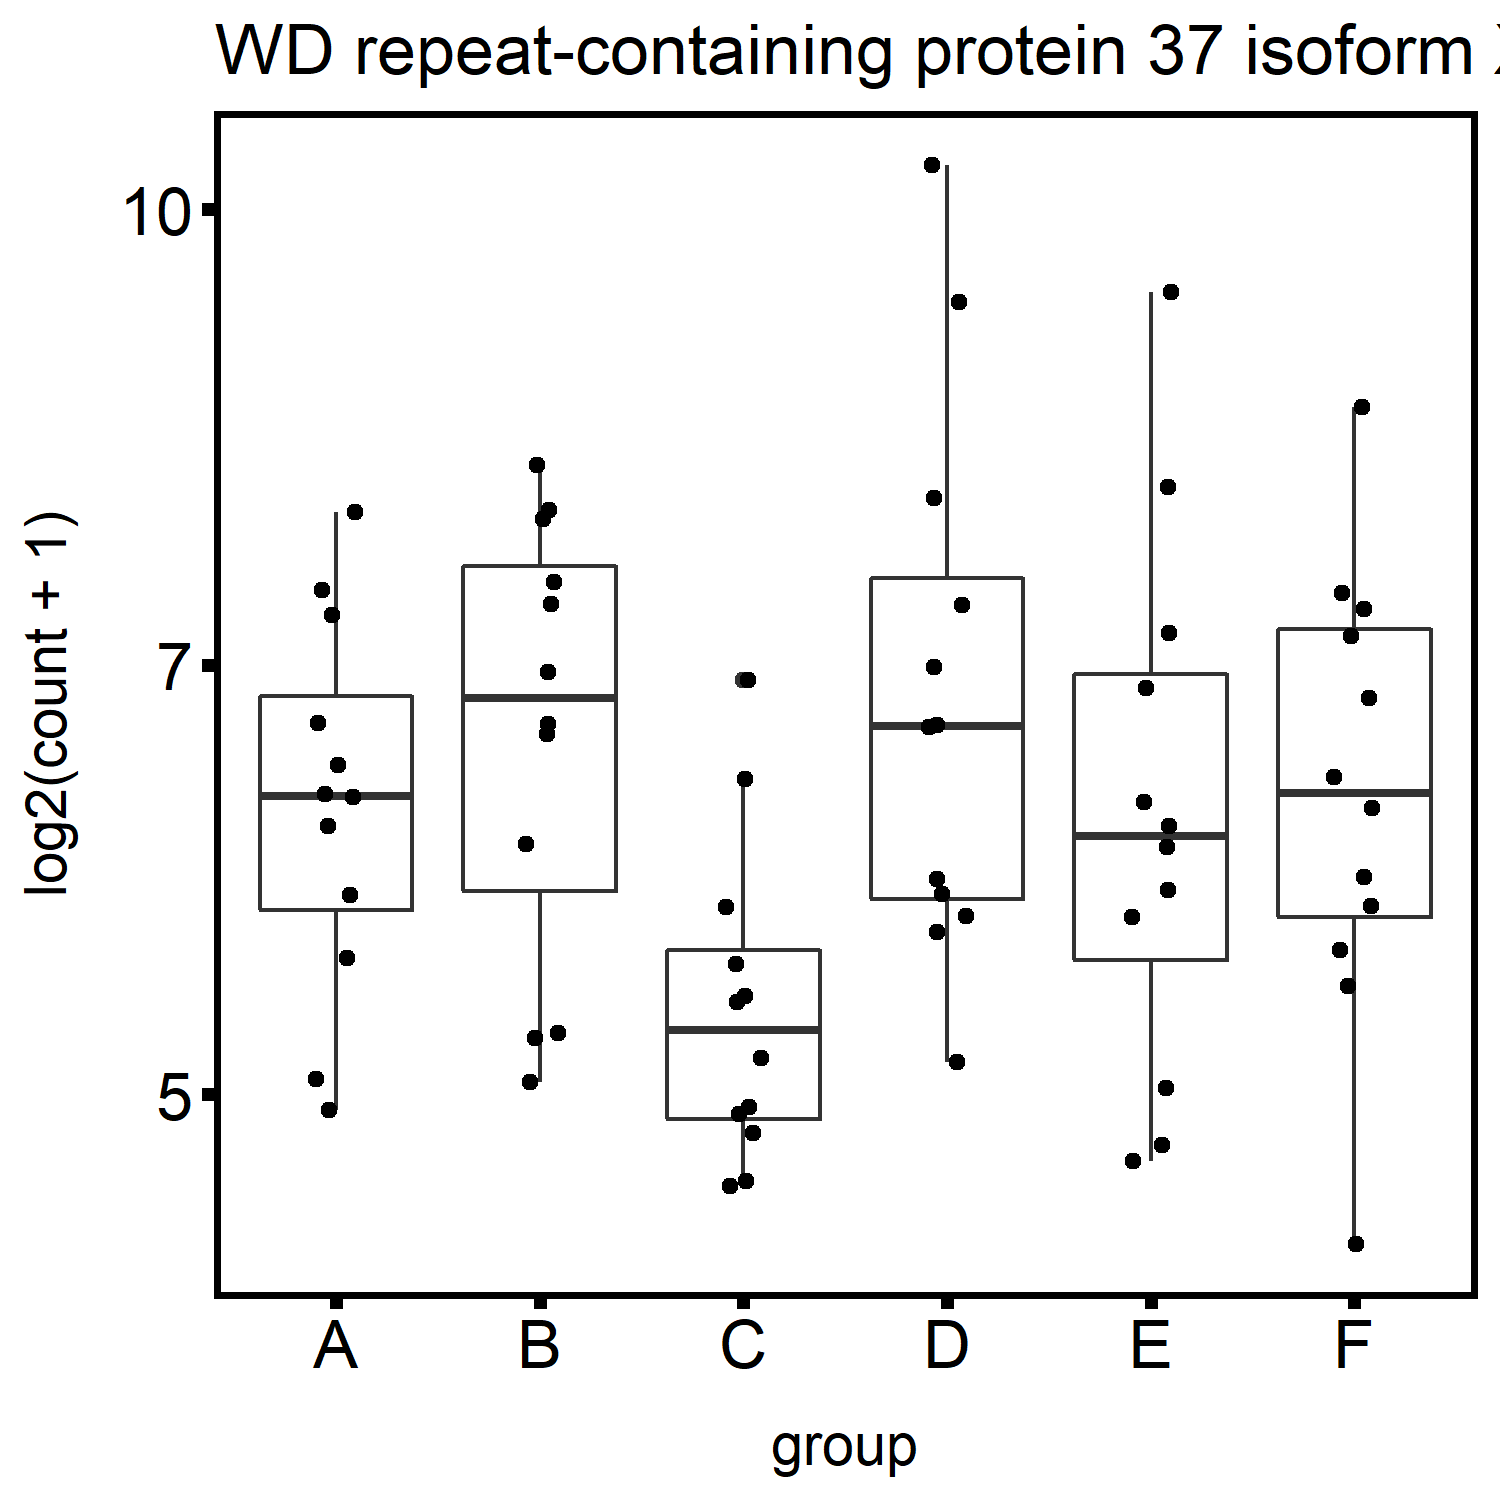 WD repeat-containing protein 37 isoform
10
7
5
log2(count + 1)
A B C D E F
group